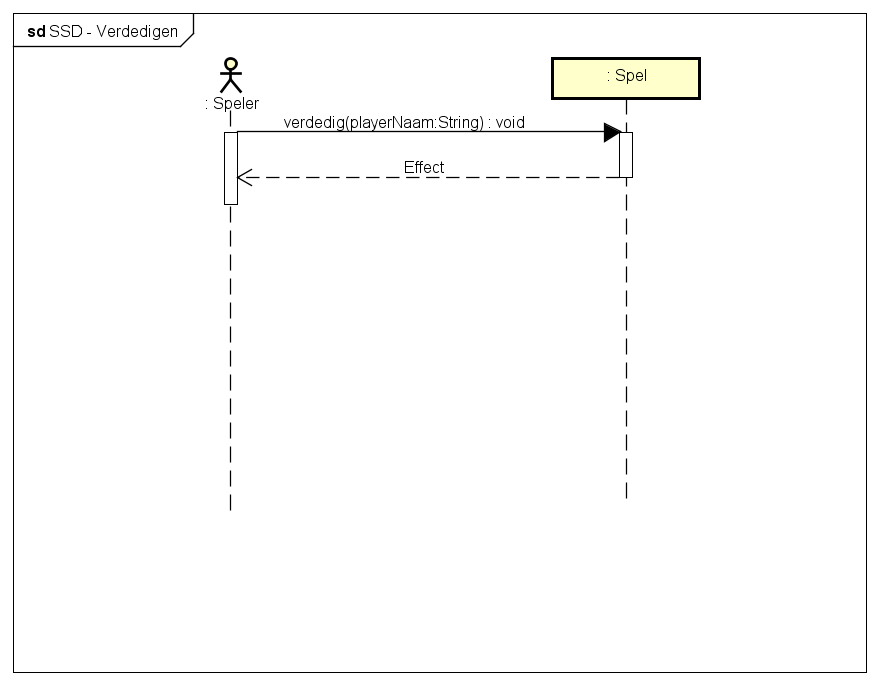 sd SSD - Verdedigen
: Speler
: Spel
verdedig(playerNaam:String) : void
Effect